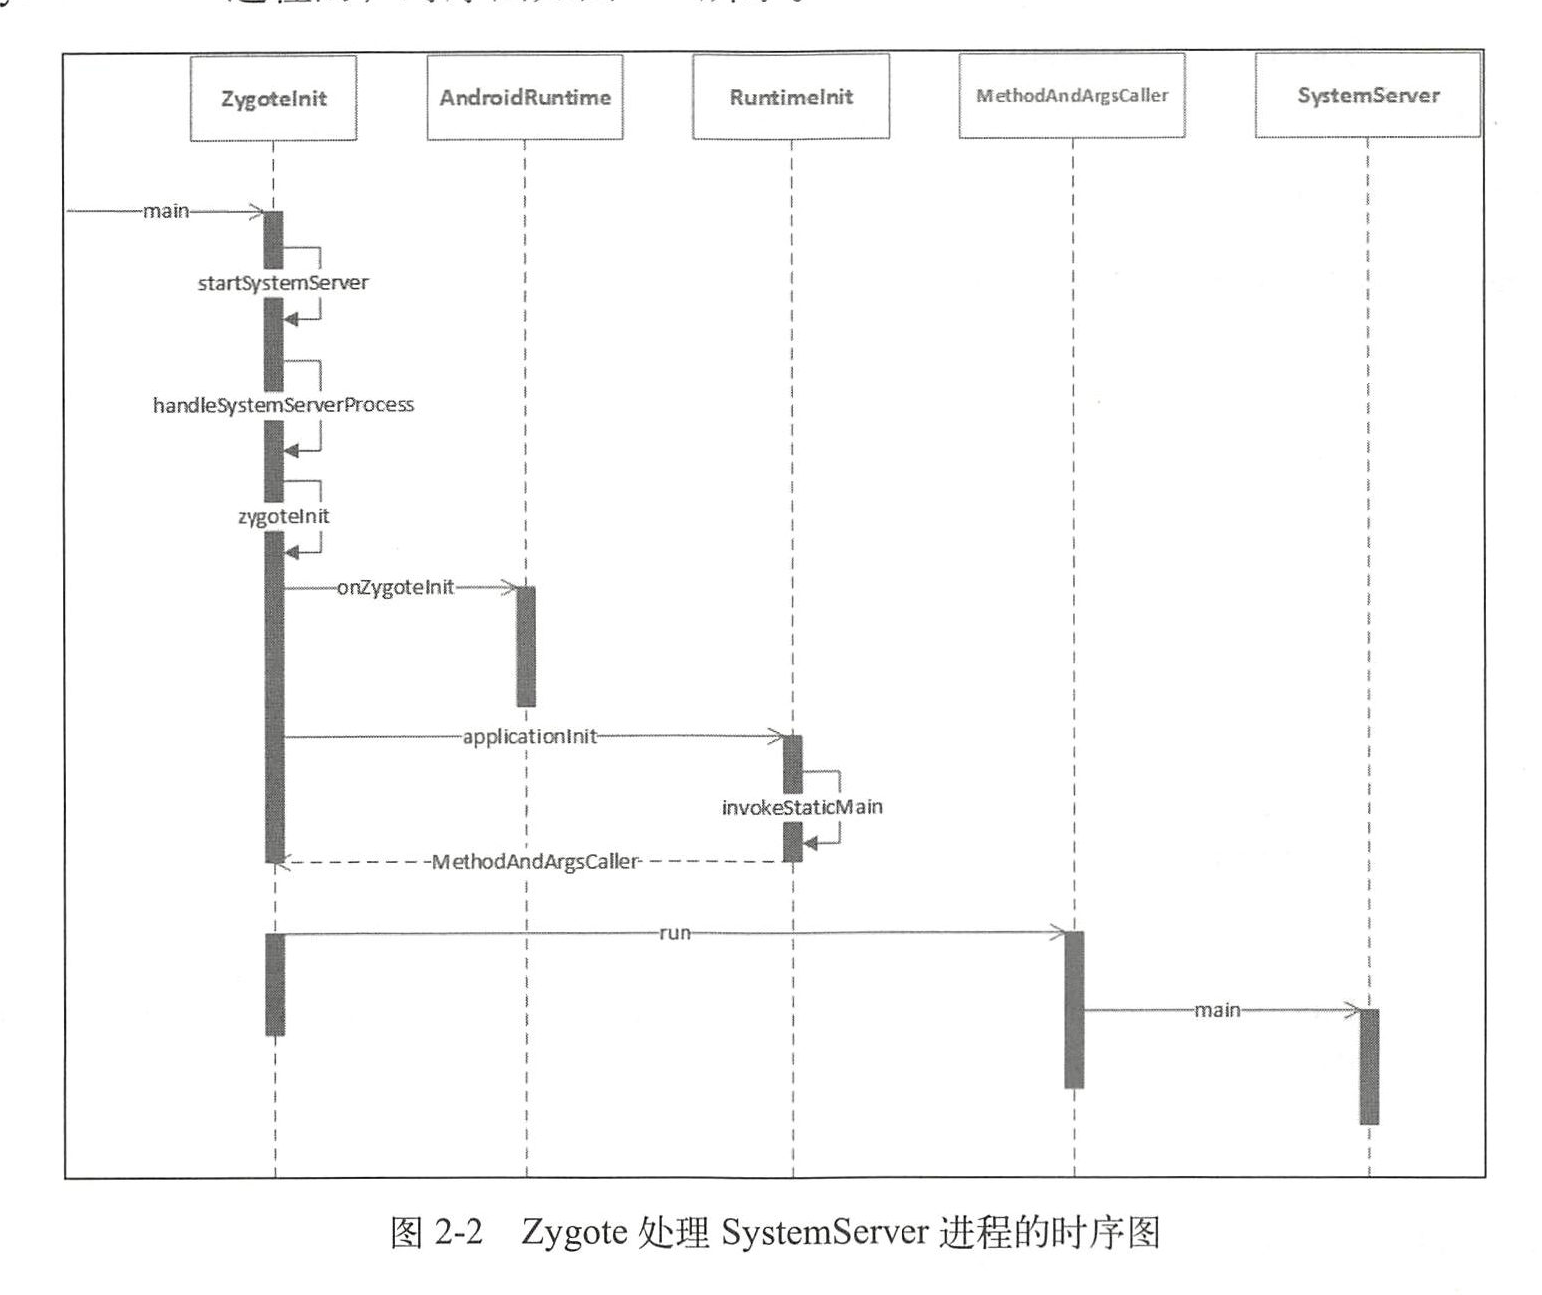 ZygoteInit
AndroidRuntime
RuntimeInit
MethodAndArgsCaller
SystemServer
main
startSystemServer
handleSystemServerProcess
zygoteInit
onZygoteInit
applicationInit
invokeStaticMain
MethodAndArgsCaller
run
main
图 2-2 Zygote 处理 SystemServer 进程的时序图